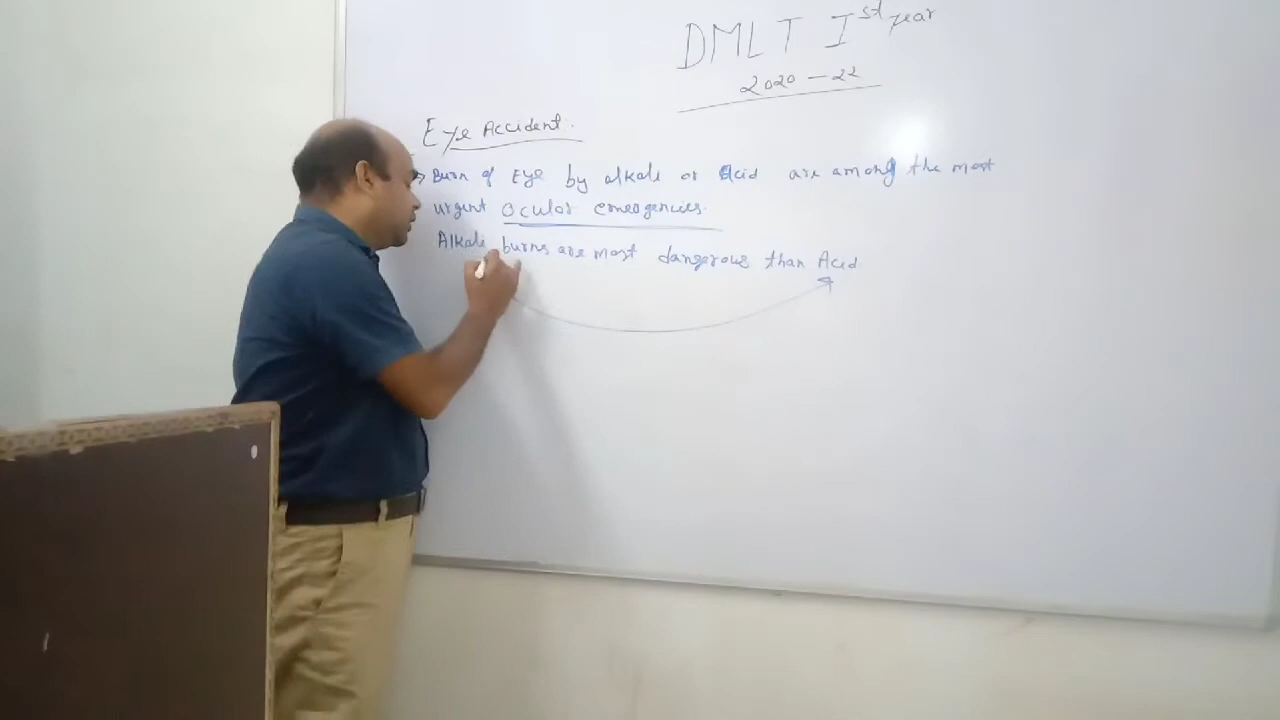 DMLT Ist year
2020-22
Eye Accident:
→ Burn of Eye by alkali or Acid are among the most
urgent ocular emergencies.
Alkali burns are most dangerous than Acid